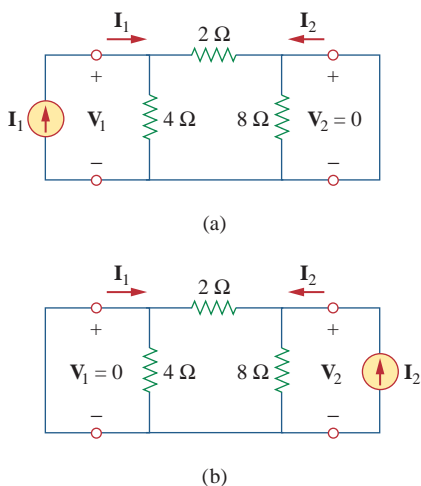 I1 I2
2 Ω
+ +
I1 V1 4 Ω 8 Ω V2 = 0
– –
(a)
I1 I2
2 Ω
+ +
V1 = 0 4 Ω 8 Ω V2 I2
– –
(b)